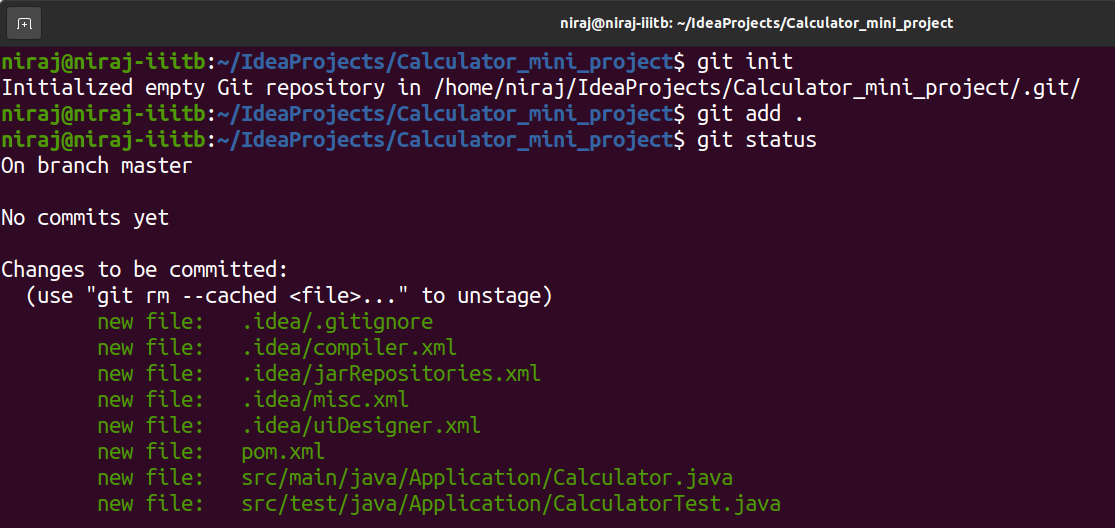 niraj@niraj-iiitb: ~/IdeaProjects/Calculator_mini_project
niraj@niraj-iiitb:~/IdeaProjects/Calculator_mini_project$ git init
Initialized empty Git repository in /home/niraj/IdeaProjects/Calculator_mini_project/.git/
niraj@niraj-iiitb:~/IdeaProjects/Calculator_mini_project$ git add .
niraj@niraj-iiitb:~/IdeaProjects/Calculator_mini_project$ git status
On branch master

No commits yet

Changes to be committed:
  (use "git rm --cached <file>..." to unstage)
        new file:   .idea/.gitignore
        new file:   .idea/compiler.xml
        new file:   .idea/jarRepositories.xml
        new file:   .idea/misc.xml
        new file:   .idea/uiDesigner.xml
        new file:   pom.xml
        new file:   src/main/java/Application/Calculator.java
        new file:   src/test/java/Application/CalculatorTest.java